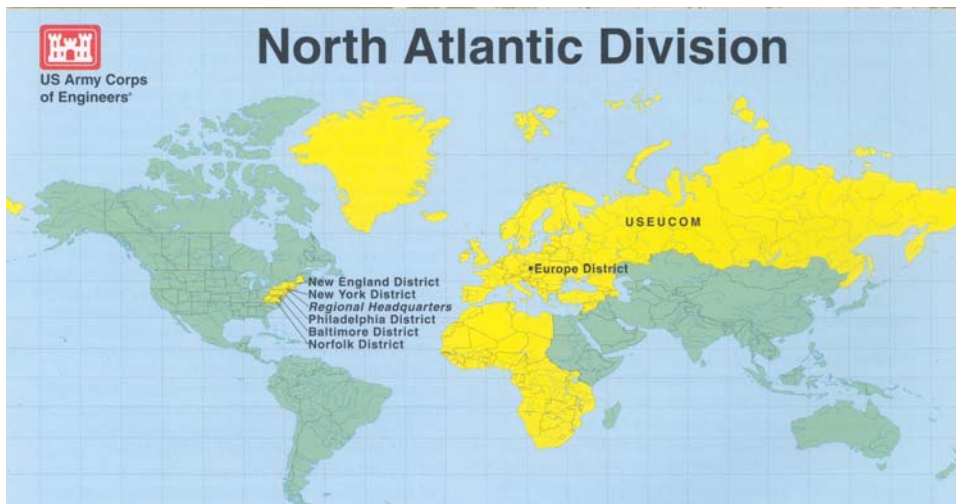 North Atlantic Division
US Army Corps
of Engineers®
USEUCOM
Europe District
New England District
New York District
Regional Headquarters
Philadelphia District
Baltimore District
Norfolk District